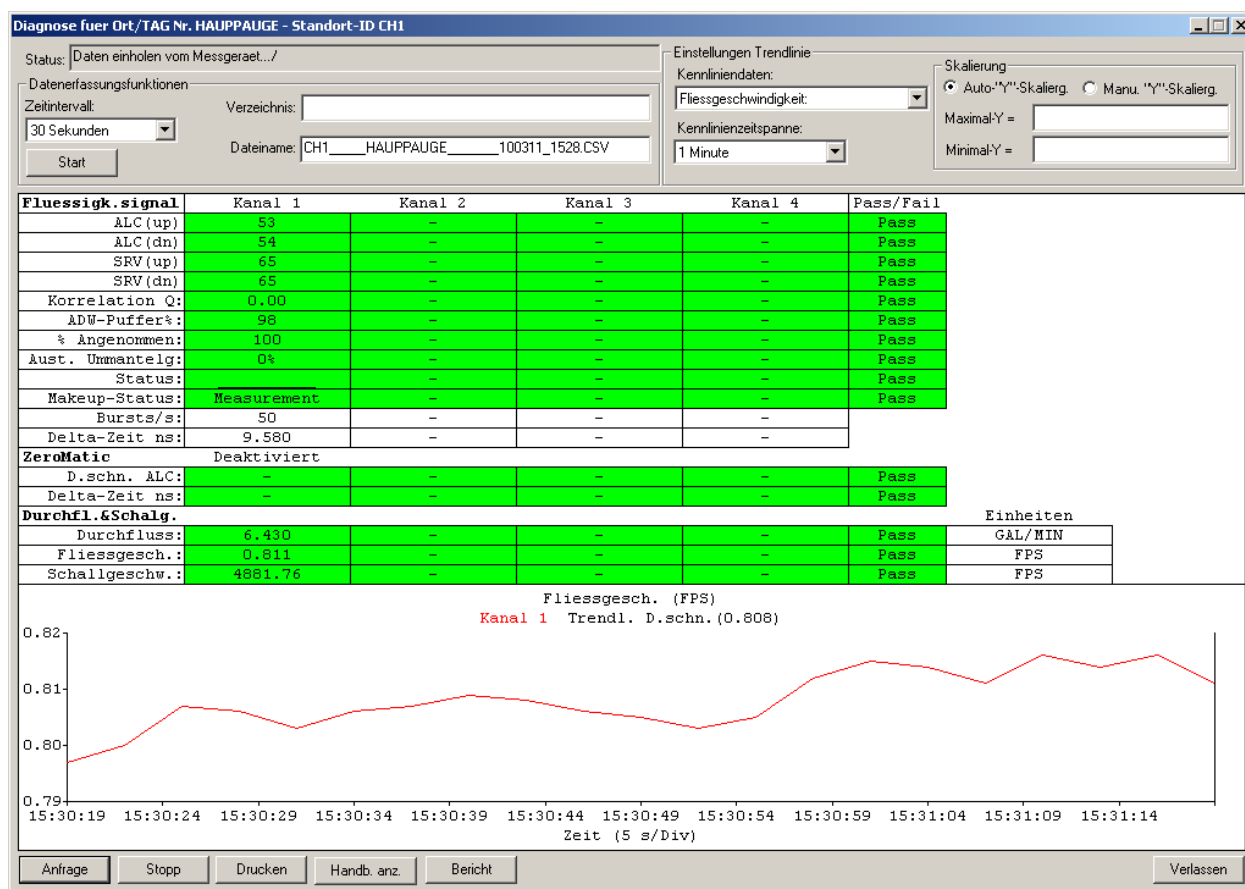 Diagnose fuer Ort/TAG Nr. HAUPPAUGE - Standort-ID CH1
Status: Daten einholen vom Messgeraet.../
Datenerfassungsfunktionen
Zeitintervall:
30 Sekunden
Start
Verzeichnis:
Dateiname: CH1_____HAUPPAUGE_______100311_1528.CSV
Einstellungen Trendlinie
Kennliniendaten:
Fliessgeschwindigkeit:
Kennlinienzeitspanne:
1 Minute
Skalierung
Auto-"Y"-Skalierg. Manu. "Y"-Skalierg.
Maximal-Y =
Minimal-Y =
Fluessigk.signal Kanal 1 Kanal 2 Kanal 3 Kanal 4 Pass/Fail
ALC(up) 53 - - - Pass
ALC(dn) 54 - - - Pass
SRV(up) 65 - - - Pass
SRV(dn) 65 - - - Pass
Korrelation Q: 0.00 - - - Pass
ADW-Puffer%: 98 - - - Pass
% Angenommen: 100 - - - Pass
Aust. Ummantelg: 0% - - - Pass
Status: __________ - - - Pass
Makeup-Status: Measurement - - - Pass
Bursts/s: 50 - - -
Delta-Zeit ns: 9.580 - - -
ZeroMatic Deaktiviert
D.schn. ALC: - - - - Pass
Delta-Zeit ns: - - - - Pass
Durchfl.&Schalg. Einheiten
Durchfluss: 6.430 - - - Pass GAL/MIN
Fliessgesch.: 0.811 - - - Pass FPS
Schallgeschw.: 4881.76 - - - Pass FPS
Fliessgesch. (FPS)
Kanal 1 Trendl. D.schn.(0.808)
0.82
0.81
0.80
0.79
15:30:19 15:30:24 15:30:29 15:30:34 15:30:39 15:30:44 15:30:49 15:30:54 15:30:59 15:31:04 15:31:09 15:31:14
Zeit (5 s/Div)
Anfrage Stopp Drucken Handb. anz. Bericht Verlassen